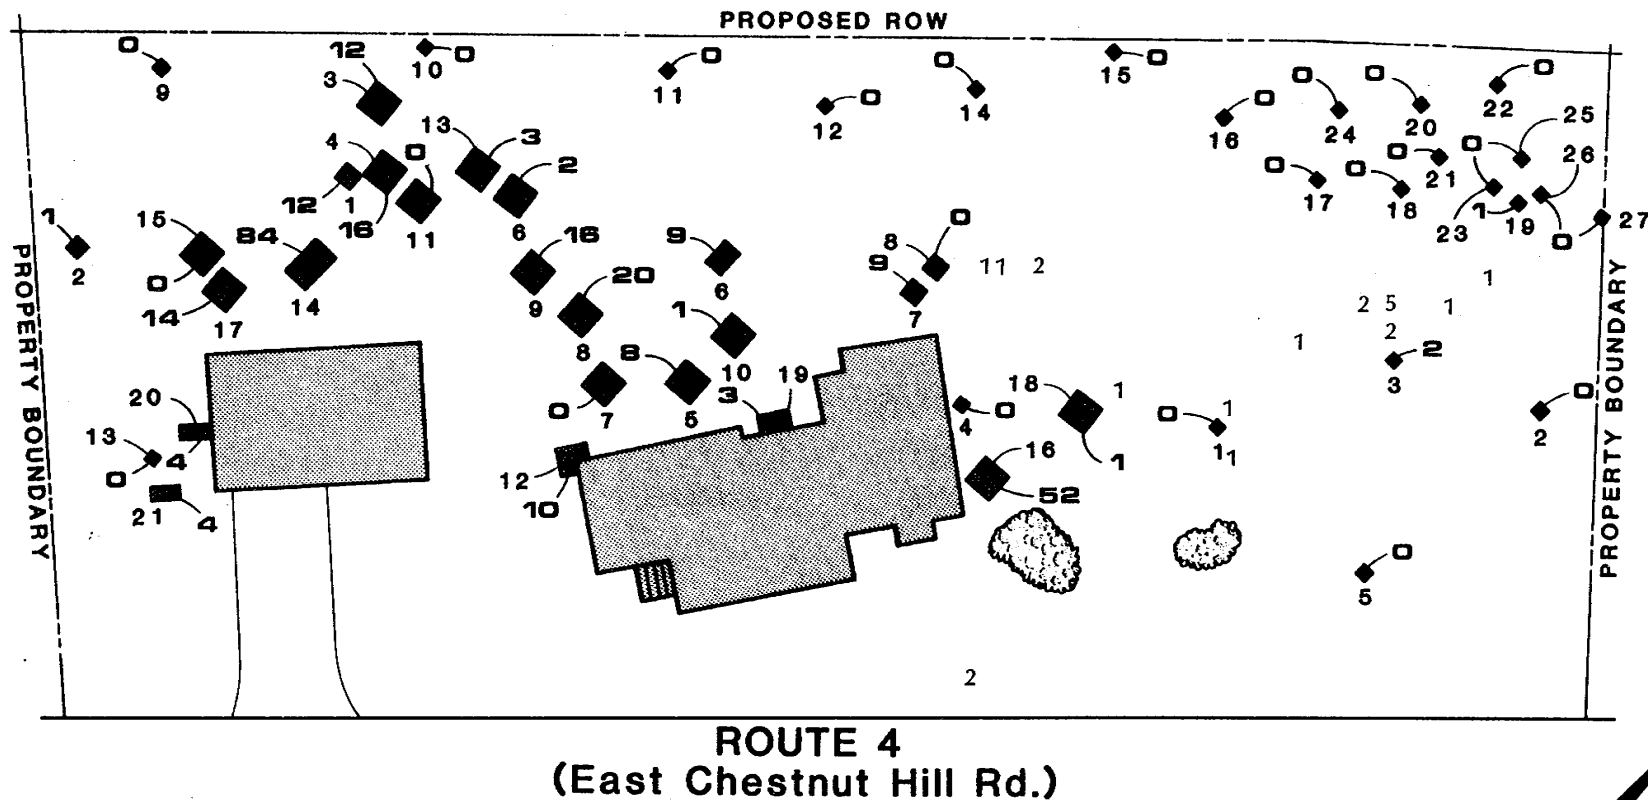 PROPOSED ROW
0 12 10 0 0 0 15 0 0
9 3 11 0 14 0 0 0 22
12 16 24 20 25
4 0 13 3 2 0 0 0 0 21 26
12 1 16 11 6 17 18 23 1 19
1 15 84 16 9 0 0 27
2 0 20 9 8 11 2 1
14 17 14 9 6 7 2 5 1
1 8 8 10 1 2 2
3
20 0 7 5 3 19 18 1 0 1 0
13 4 4 0 1 1 1 2
0 12 16
21 4 10 52
0
5
2
PROPERTY BOUNDARY
PROPERTY BOUNDARY
ROUTE 4
(East Chestnut Hill Rd.)